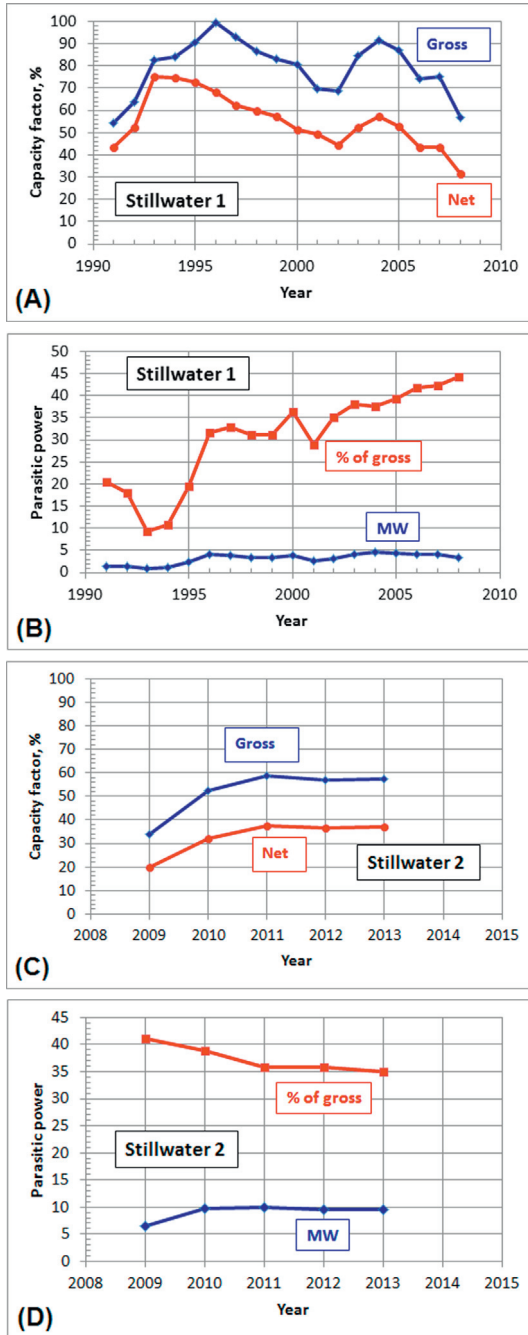 100
90
80
70
60
50
40
30
20
10
0
Capacity factor, %
Gross
Net
Stillwater 1
1990 1995 2000 2005 2010
Year
(A)
50
45
40
35
30
25
20
15
10
5
0
Parasitic power
Stillwater 1
% of gross
MW
1990 1995 2000 2005 2010
Year
(B)
100
90
80
70
60
50
40
30
20
10
0
Capacity factor, %
Gross
Net
Stillwater 2
2008 2009 2010 2011 2012 2013 2014 2015
Year
(C)
45
40
35
30
25
20
15
10
5
0
Parasitic power
% of gross
Stillwater 2
MW
2008 2009 2010 2011 2012 2013 2014 2015
Year
(D)